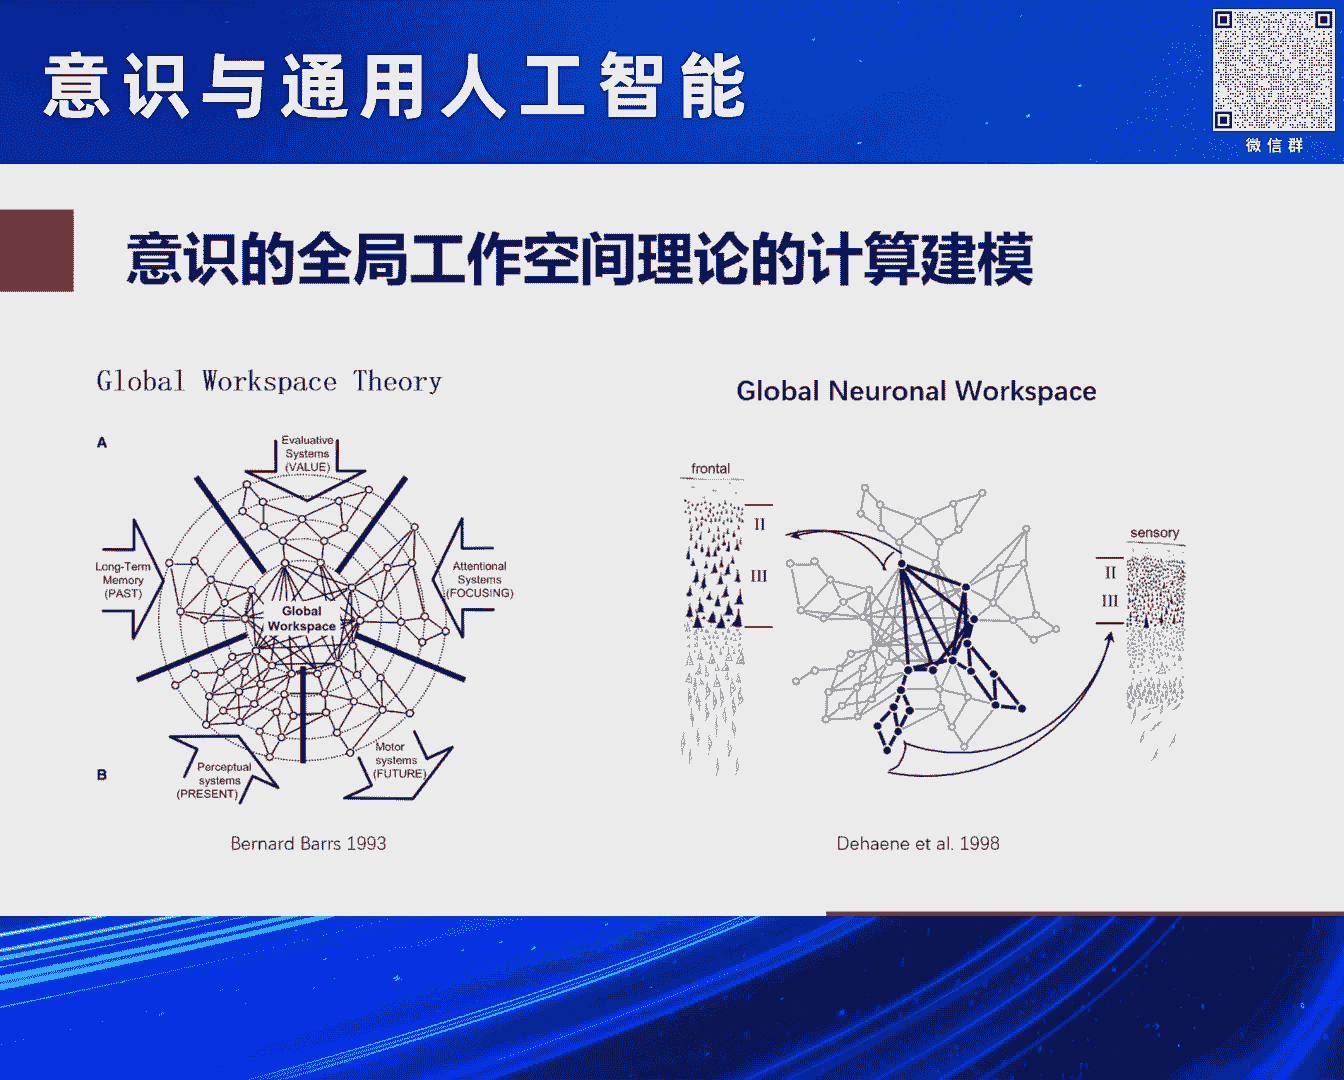 意识与通用人工智能
微信群
意识的全局工作空间理论的计算建模
Global Workspace Theory
A
Evaluative
Systems
(VALUE)
Long-Term
Memory
(PAST)
Attentional
Systems
(FOCUSING)
Global
Workspace
B
Perceptual
systems
(PRESENT)
Motor
systems
(FUTURE)
Bernard Barrs 1993
Global Neuronal Workspace
frontal
II
III
sensory
II
III
Dehaene et al. 1998